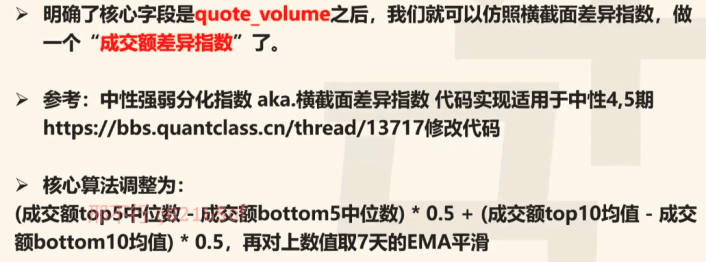 ➢ 明确了核心字段是quote_volume之后，我们就可以仿照横截面差异指数，做
一个“成交额差异指数”了。
➢ 参考：中性强弱分化指数 aka.横截面差异指数 代码实现适用于中性4,5期
https://bbs.quantclass.cn/thread/13717修改代码
➢ 核心算法调整为：
(成交额top5中位数 - 成交额bottom5中位数) * 0.5 + (成交额top10均值 - 成交
额bottom10均值) * 0.5，再对上数值取7天的EMA平滑